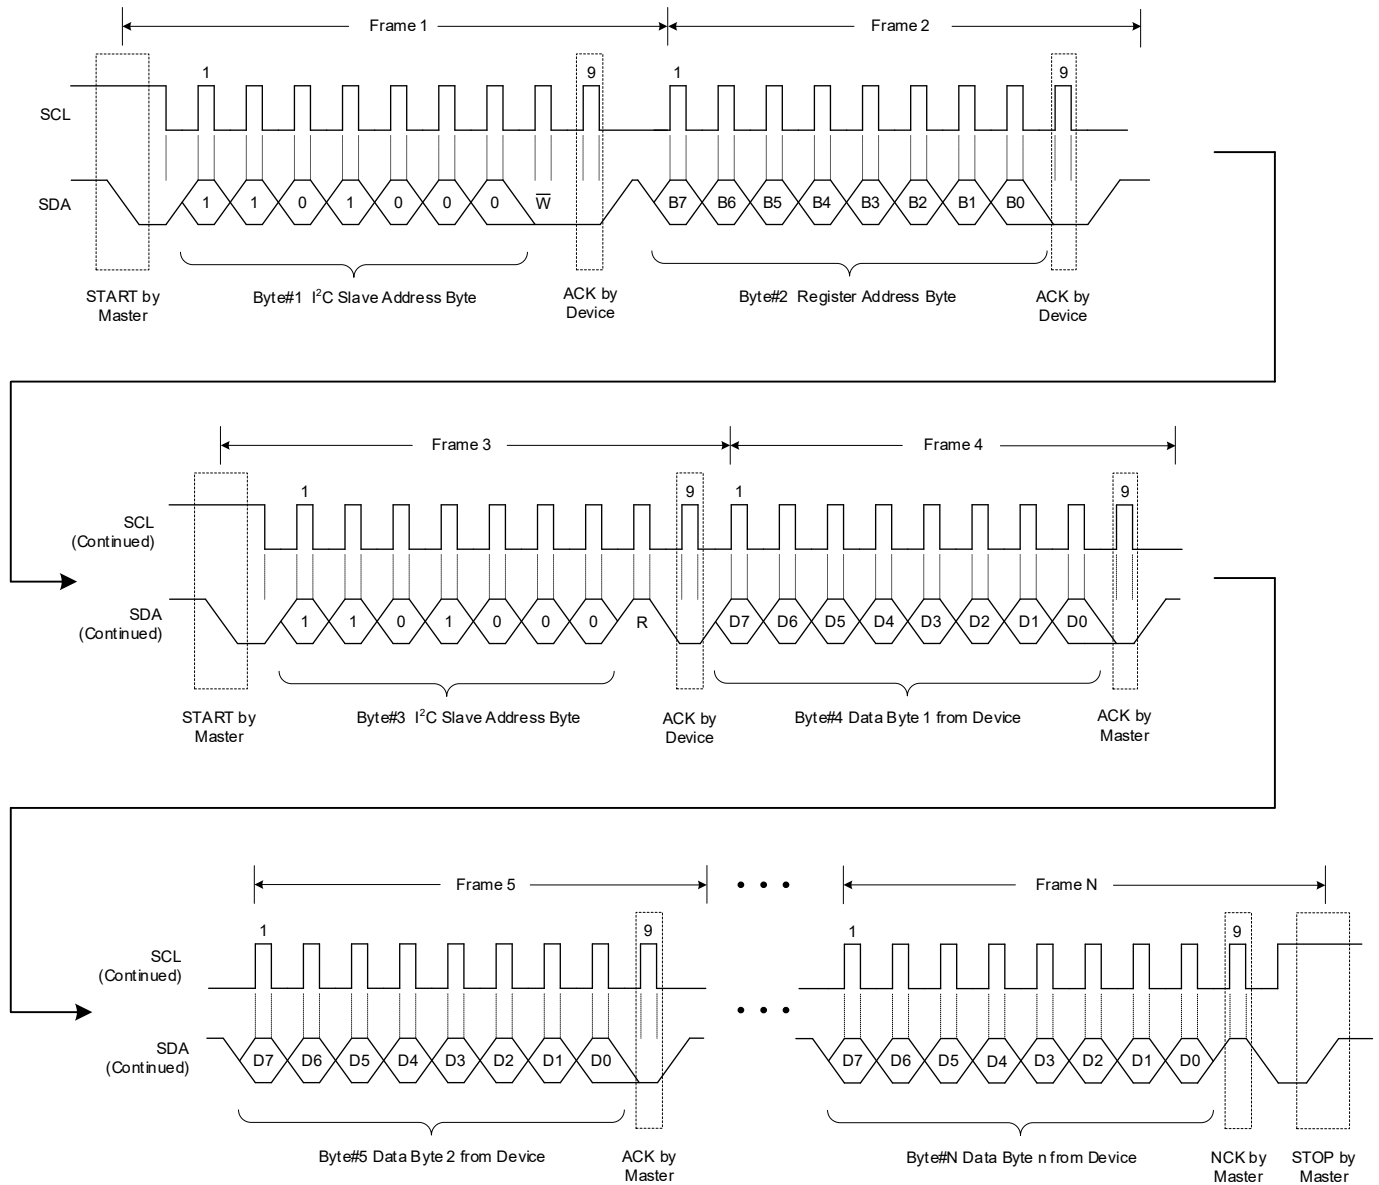 Frame 1 Frame 2
1 9 1 9
SCL
SDA 1 1 0 1 0 0 0 W̅ B7 B6 B5 B4 B3 B2 B1 B0
START by Master
Byte#1 I²C Slave Address Byte
ACK by Device
Byte#2 Register Address Byte
ACK by Device
Frame 3 Frame 4
1 9 1 9
SCL
(Continued)
SDA
(Continued)
1 1 0 1 0 0 0 R D7 D6 D5 D4 D3 D2 D1 D0
START by
Master
Byte#3 I²C Slave Address Byte
ACK by
Device
Byte#4 Data Byte 1 from Device
ACK by
Master
Frame 5 • • • Frame N
1 9 1 9
SCL
(Continued)
• • •
SDA
(Continued)
D7 D6 D5 D4 D3 D2 D1 D0 D7 D6 D5 D4 D3 D2 D1 D0
Byte#5 Data Byte 2 from Device
ACK by
Master
Byte#N Data Byte n from Device
NCK by
Master
STOP by
Master